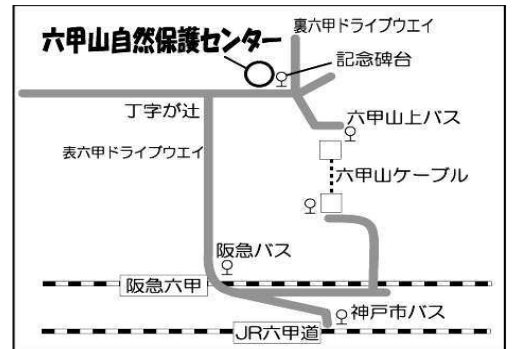 裏六甲ドライブウエイ
六甲山自然保護センター
記念碑台
丁字が辻
六甲山上バス
表六甲ドライブウエイ
六甲山ケーブル
阪急バス
阪急六甲
神戸市バス
JR六甲道